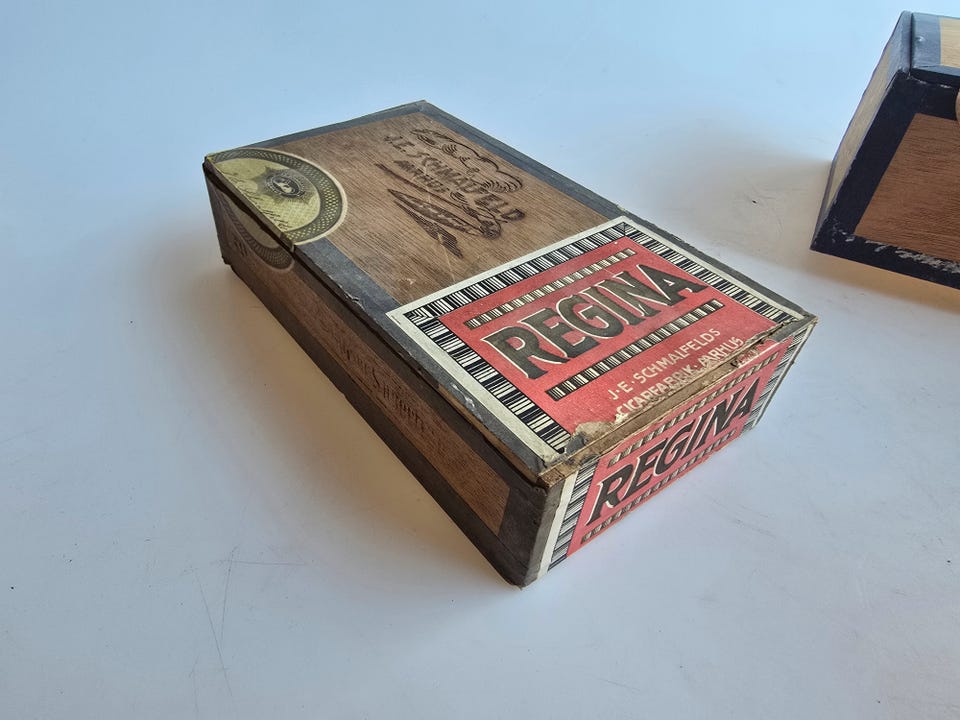 J.E. SCHMALFELD
AARHUS
REGINA
J·E· SCHMALFELDS
CIGARFABRIK·AARHUS
REGINA